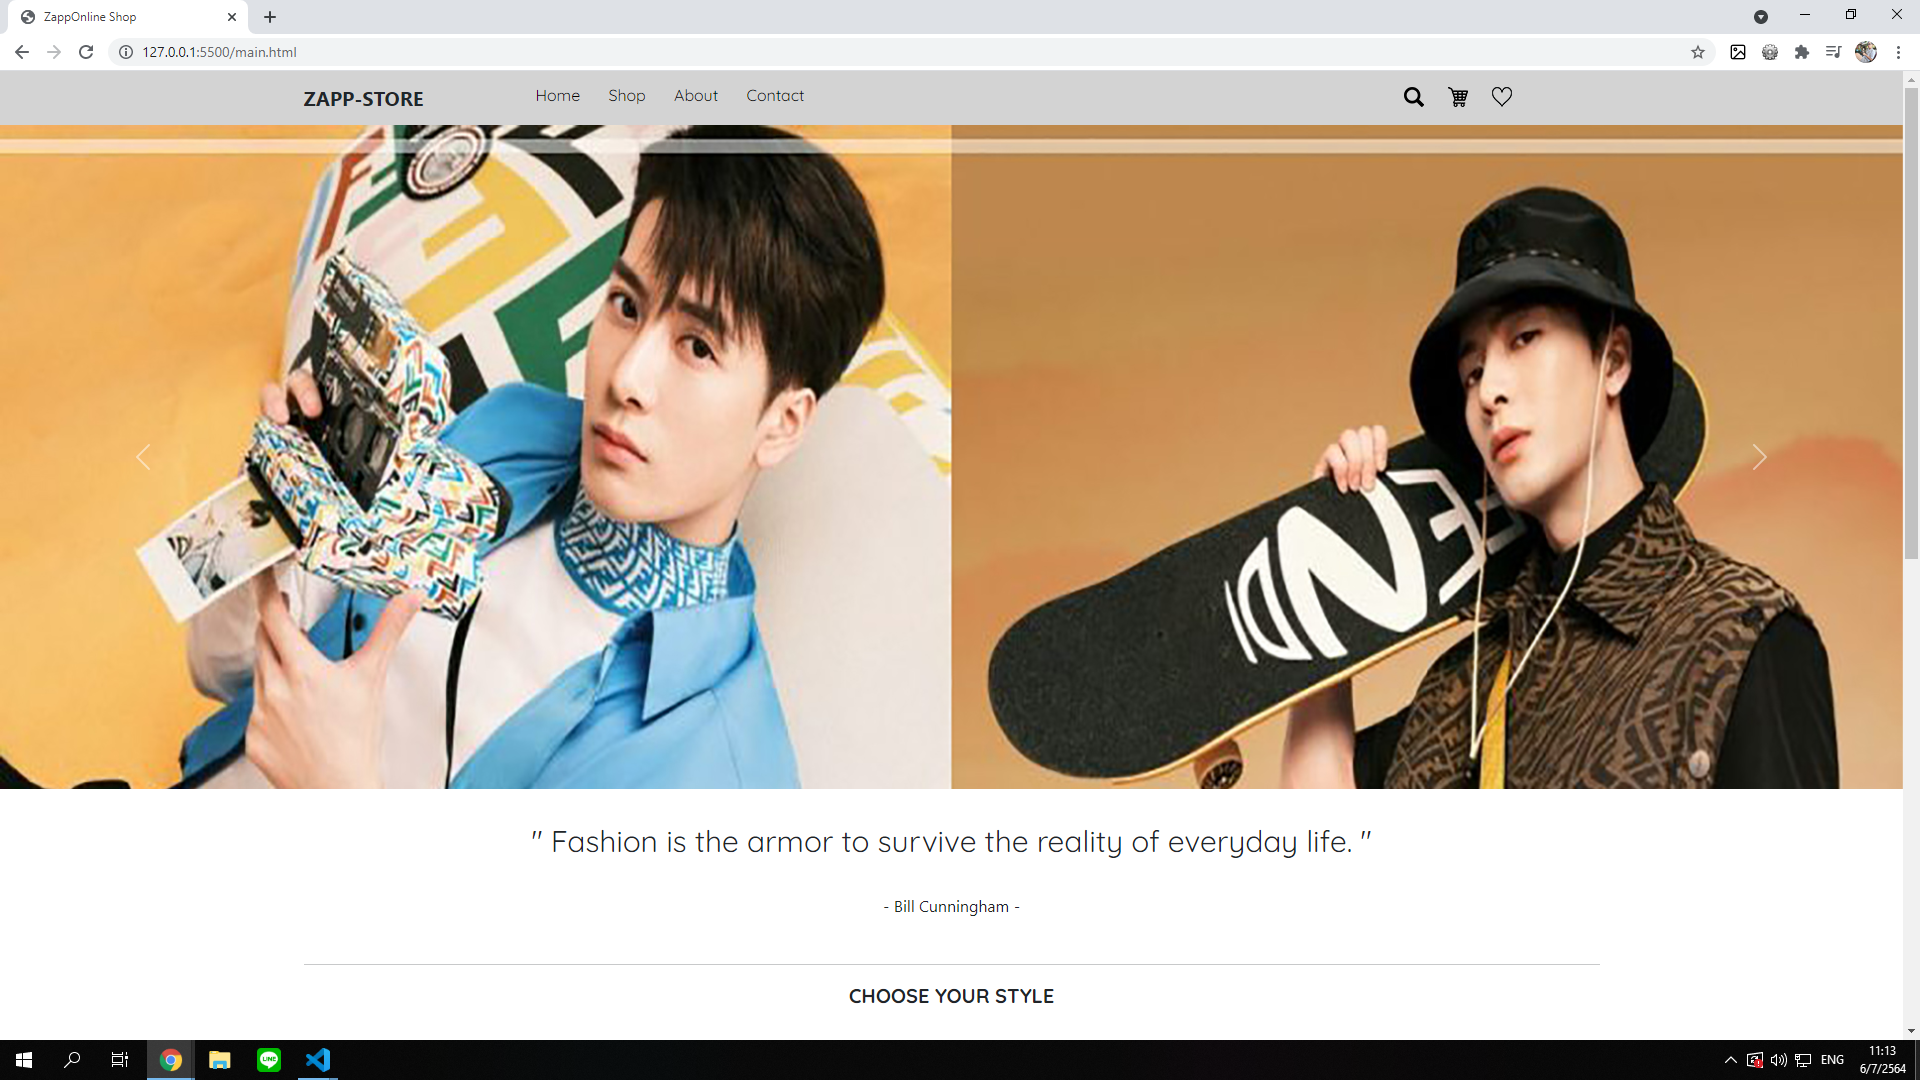 ZappOnline Shop
127.0.0.1:5500/main.html
ZAPP-STORE
Home
Shop
About
Contact
" Fashion is the armor to survive the reality of everyday life. "
- Bill Cunningham -
CHOOSE YOUR STYLE
LINE
ENG
11:13
6/7/2564